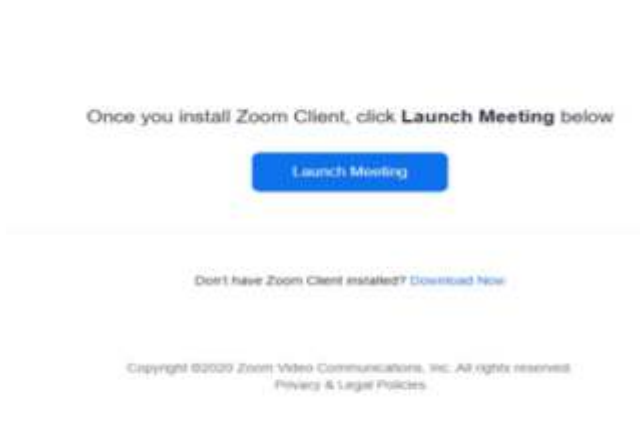 Once you install Zoom Client, click Launch Meeting below
Launch Meeting
Don't have Zoom Client installed? Download Now
Copyright ©2020 Zoom Video Communications, Inc. All rights reserved.
Privacy & Legal Policies